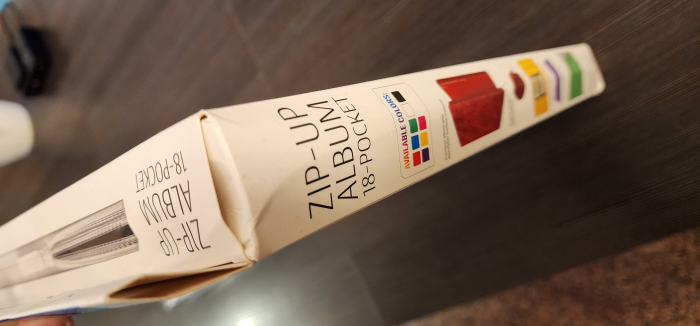 ZIP-UP
ALBUM
18-POCKET
AVAILABLE COLORS:
ZIP-UP
ALBUM
18-POCKET